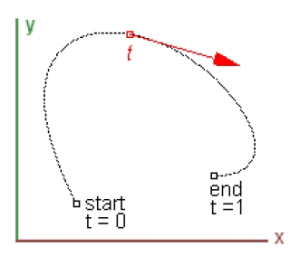 y
t
start
t = 0
end
t =1
x